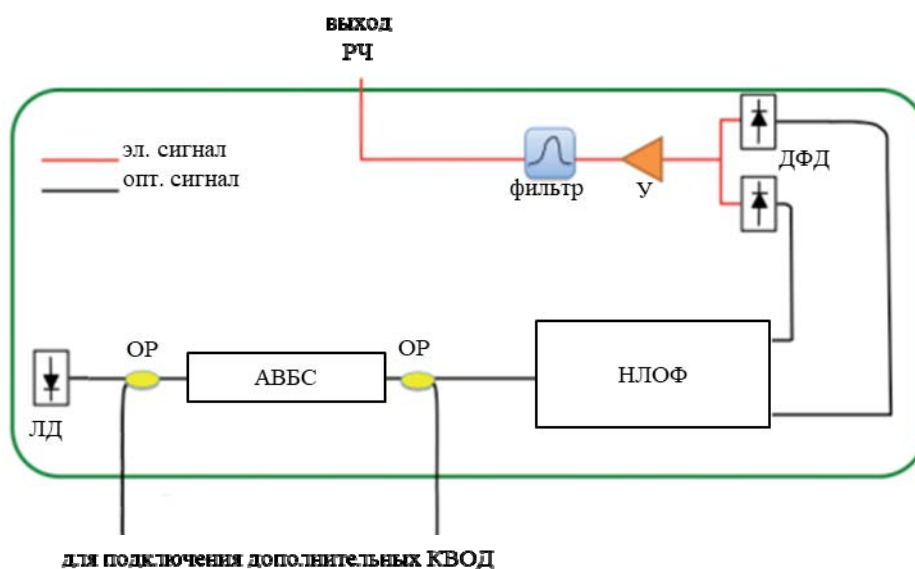 выход
РЧ
эл. сигнал
опт. сигнал
фильтр
У
ДФД
ОР
АВБС
ОР
НЛОФ
ЛД
для подключения дополнительных КВОД